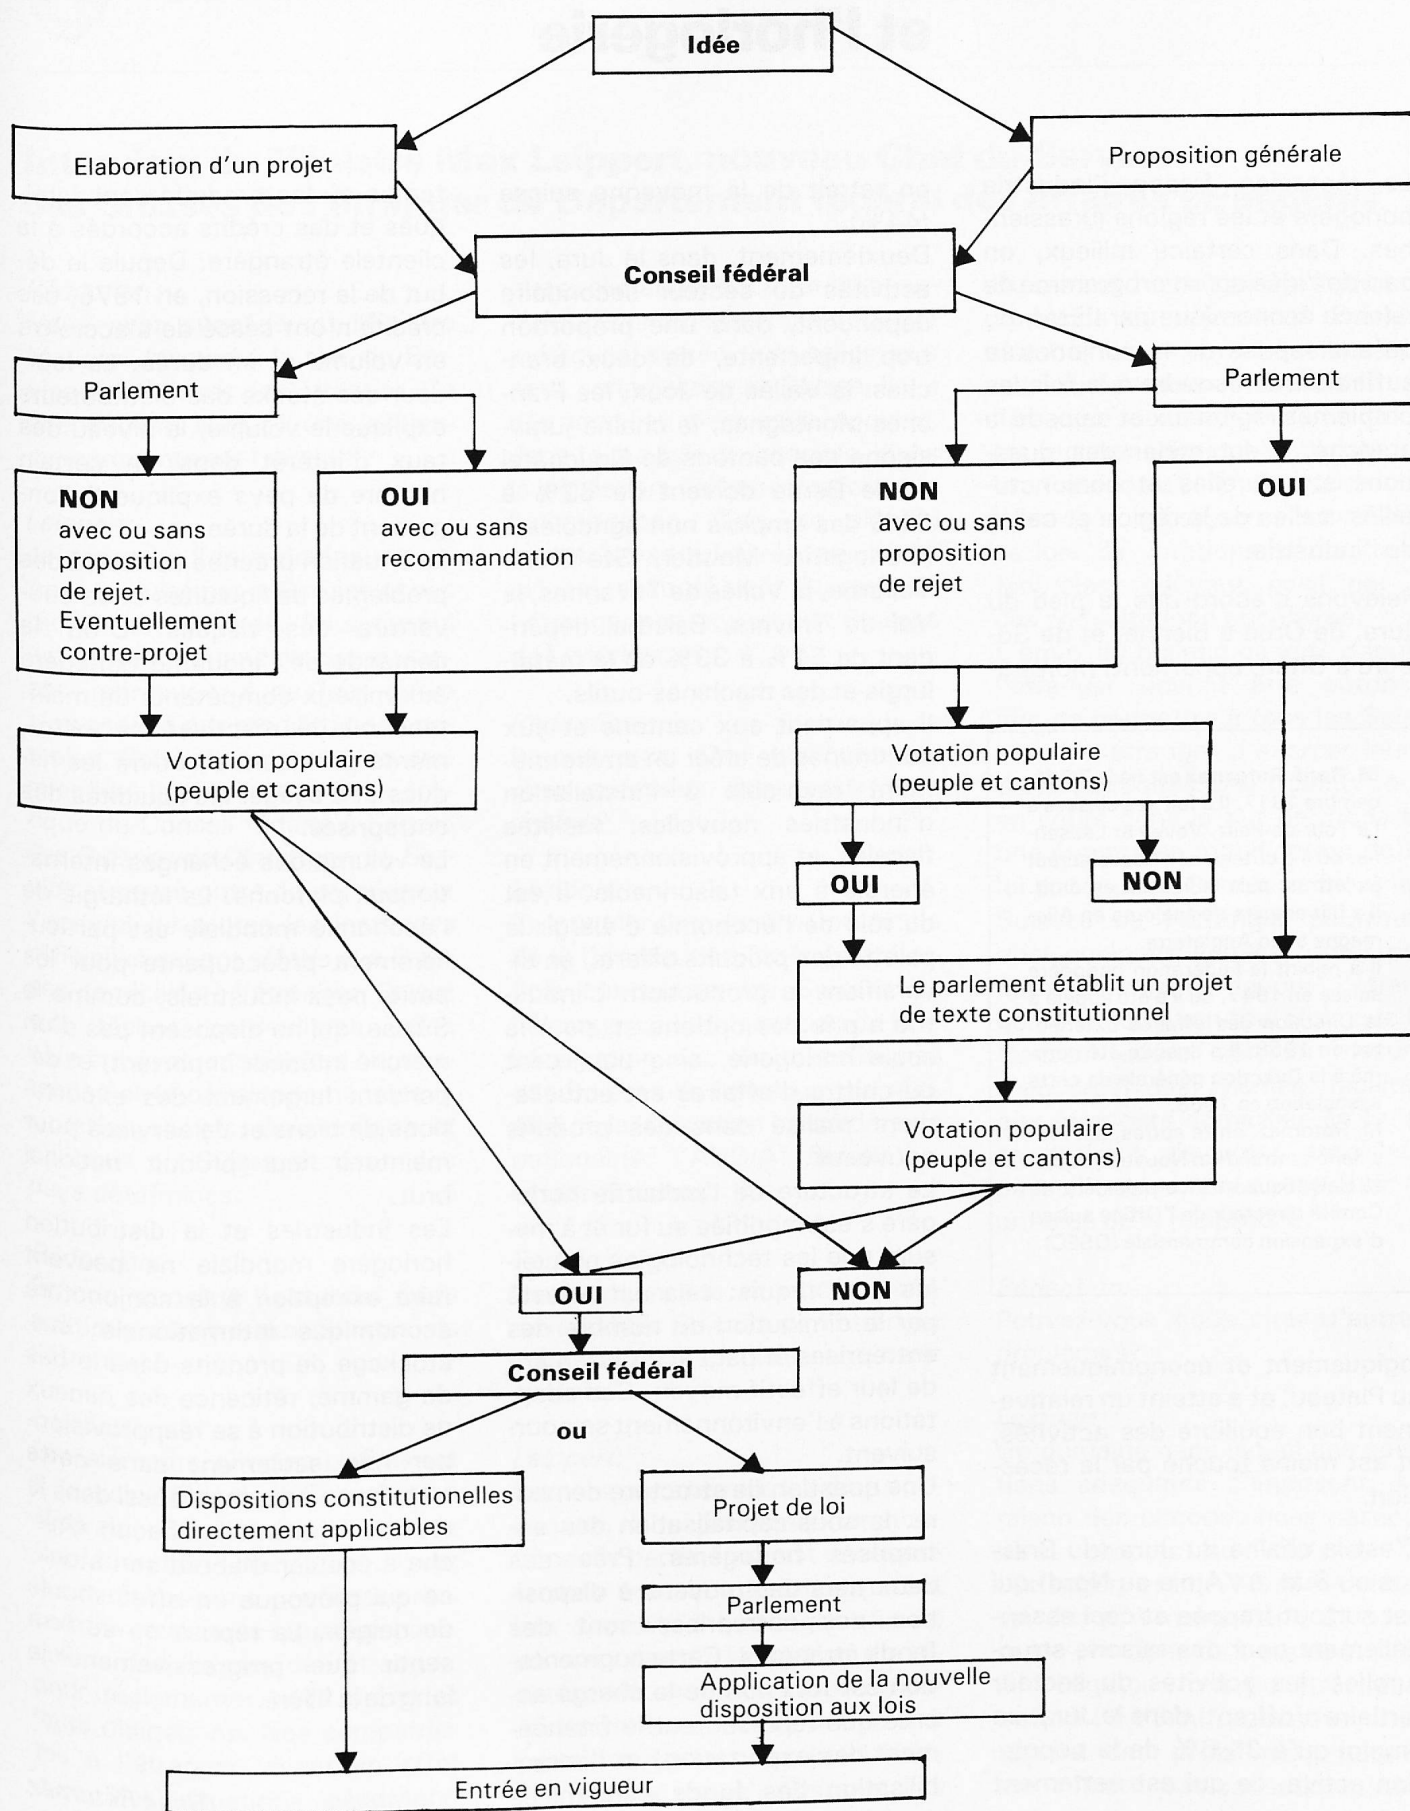 Idée
Elaboration d'un projet
Proposition générale
Conseil fédéral
Parlement
Parlement
NON
avec ou sans
proposition
de rejet.
Eventuellement
contre-projet
OUI
avec ou sans
recommandation
NON
avec ou sans
proposition
de rejet
OUI
Votation populaire
(peuple et cantons)
Votation populaire
(peuple et cantons)
OUI
NON
Le parlement établit un projet
de texte constitutionnel
Votation populaire
(peuple et cantons)
OUI
NON
Conseil fédéral
ou
Dispositions constitutionelles
directement applicables
Projet de loi
Parlement
Application de la nouvelle
disposition aux lois
Entrée en vigueur